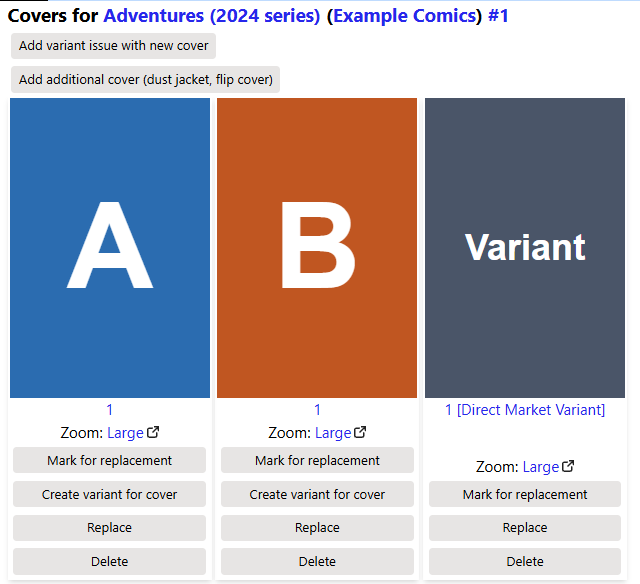 Covers for Adventures (2024 series) (Example Comics) #1
Add variant issue with new cover
Add additional cover (dust jacket, flip cover)
A
B
Variant
1
1
1 [Direct Market Variant]
Zoom: Large
Zoom: Large
Zoom: Large
Mark for replacement
Mark for replacement
Mark for replacement
Create variant for cover
Create variant for cover
Replace
Replace
Replace
Delete
Delete
Delete